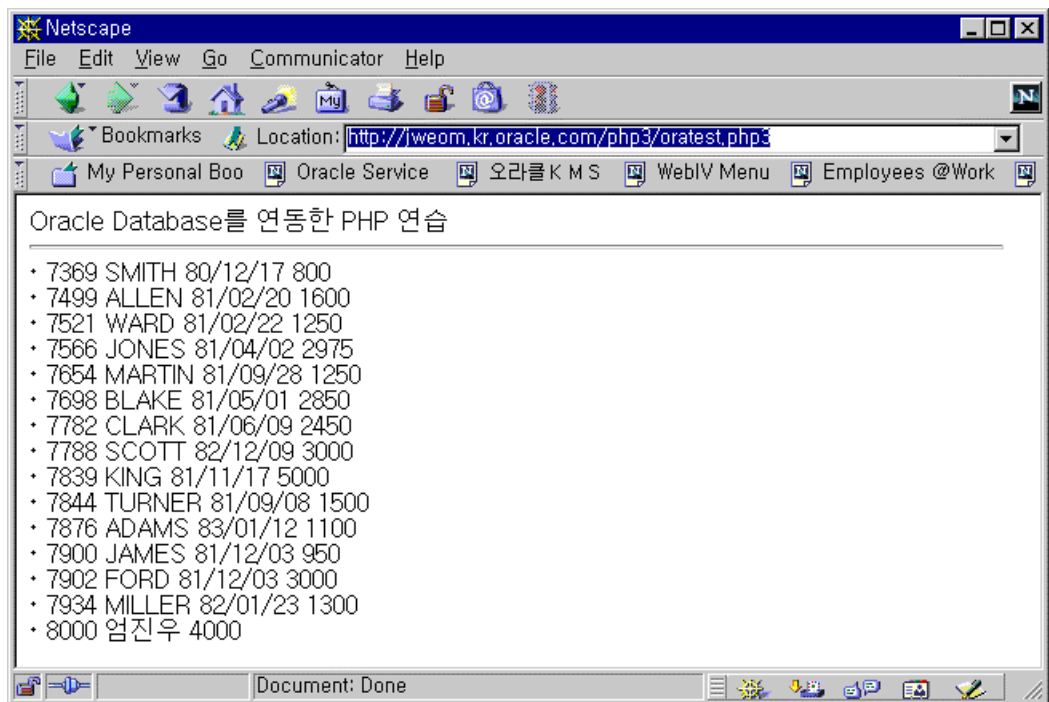 Netscape
File Edit View Go Communicator Help
My
N
Bookmarks Location: http://jweom.kr.oracle.com/php3/oratest.php3
My Personal Boo Oracle Service 오라클K M S WebIV Menu Employees @Work
Oracle Database를 연동한 PHP 연습
· 7369 SMITH 80/12/17 800
· 7499 ALLEN 81/02/20 1600
· 7521 WARD 81/02/22 1250
· 7566 JONES 81/04/02 2975
· 7654 MARTIN 81/09/28 1250
· 7698 BLAKE 81/05/01 2850
· 7782 CLARK 81/06/09 2450
· 7788 SCOTT 82/12/09 3000
· 7839 KING 81/11/17 5000
· 7844 TURNER 81/09/08 1500
· 7876 ADAMS 83/01/12 1100
· 7900 JAMES 81/12/03 950
· 7902 FORD 81/12/03 3000
· 7934 MILLER 82/01/23 1300
· 8000 엄진우 4000
Document: Done